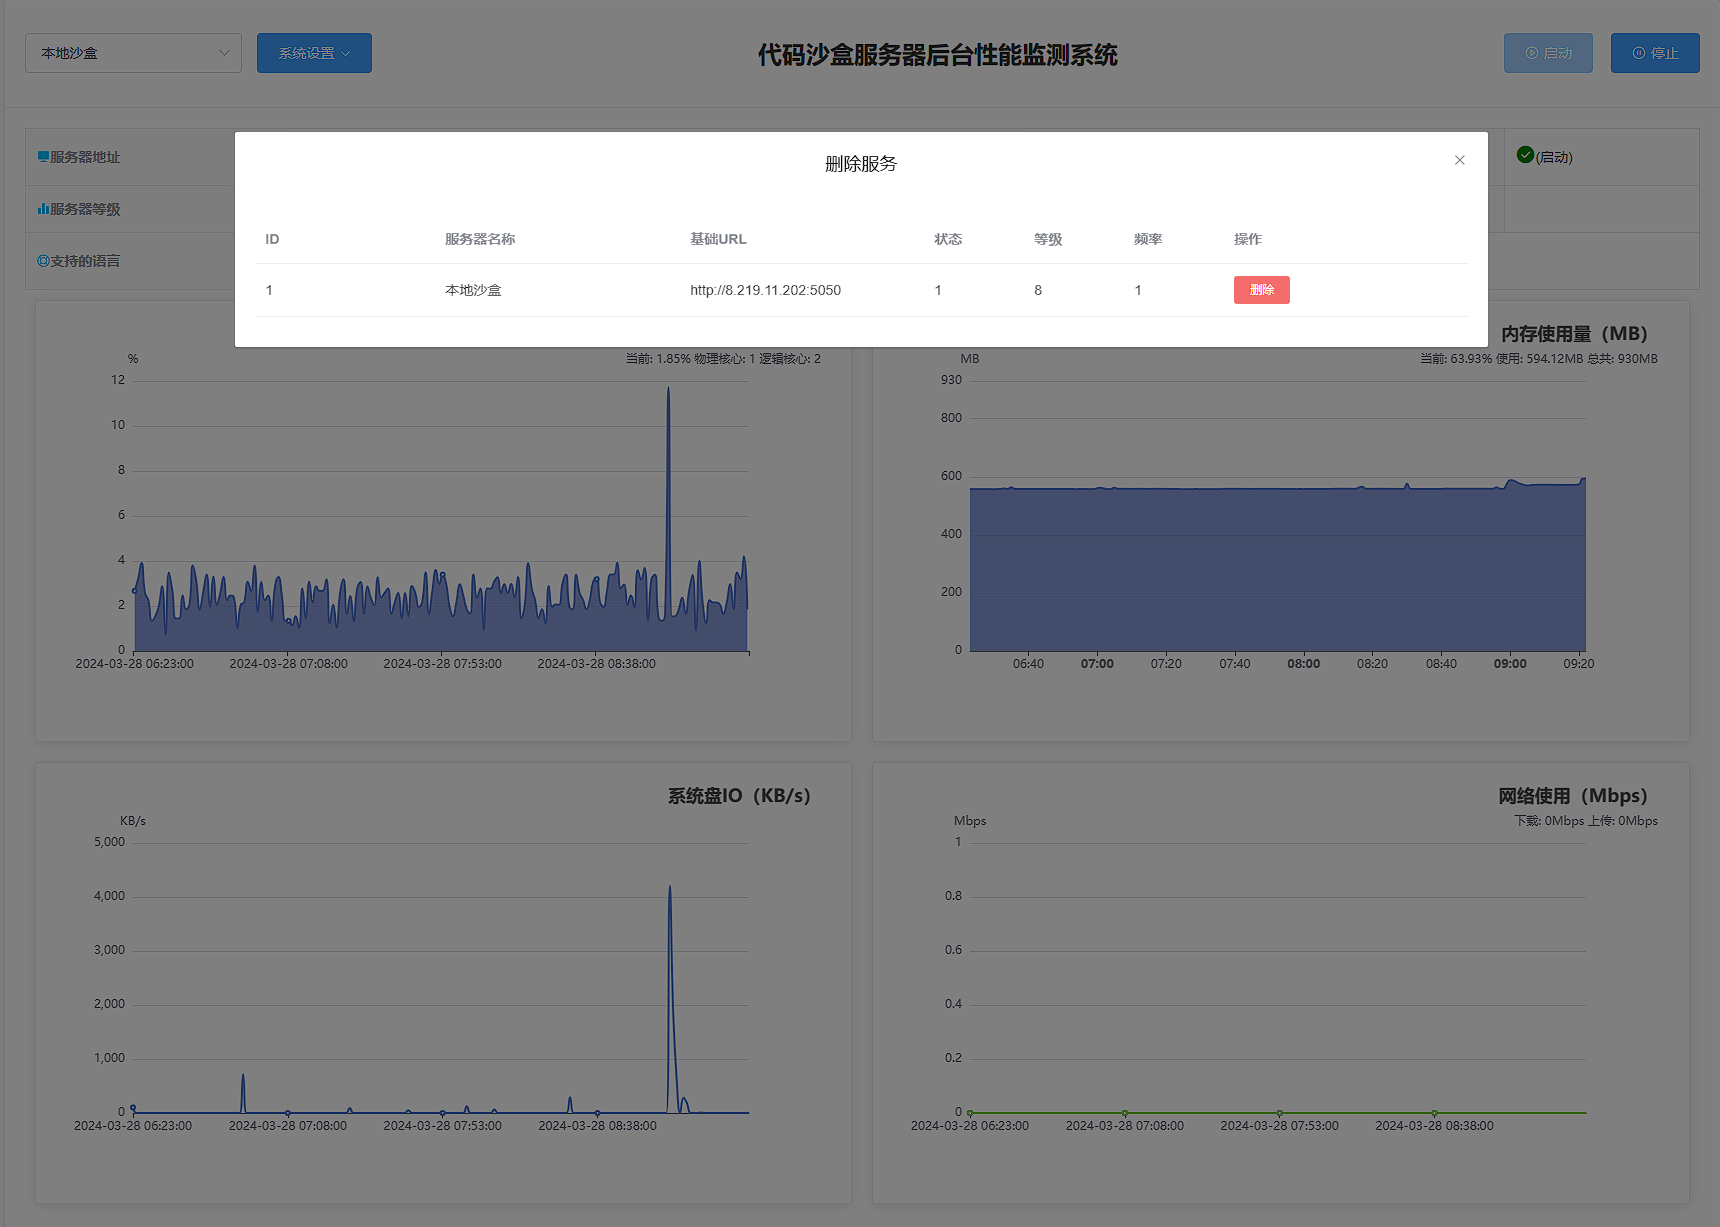 本地沙盒
系统设置
代码沙盒服务器后台性能监测系统
启动
停止
服务器地址
(启动)
服务器等级
支持的语言
删除服务
ID 服务器名称 基础URL 状态 等级 频率 操作
1 本地沙盒 http://8.219.11.202:5050 1 8 1 删除
%
当前: 1.85% 物理核心: 1 逻辑核心: 2
12
10
8
6
4
2
0
2024-03-28 06:23:00 2024-03-28 07:08:00 2024-03-28 07:53:00 2024-03-28 08:38:00
内存使用量（MB）
MB
当前: 63.93% 使用: 594.12MB 总共: 930MB
930
800
600
400
200
0
06:40 07:00 07:20 07:40 08:00 08:20 08:40 09:00 09:20
系统盘IO（KB/s）
KB/s
5,000
4,000
3,000
2,000
1,000
0
2024-03-28 06:23:00 2024-03-28 07:08:00 2024-03-28 07:53:00 2024-03-28 08:38:00
网络使用（Mbps）
Mbps
下载: 0Mbps 上传: 0Mbps
1
0.8
0.6
0.4
0.2
0
2024-03-28 06:23:00 2024-03-28 07:08:00 2024-03-28 07:53:00 2024-03-28 08:38:00